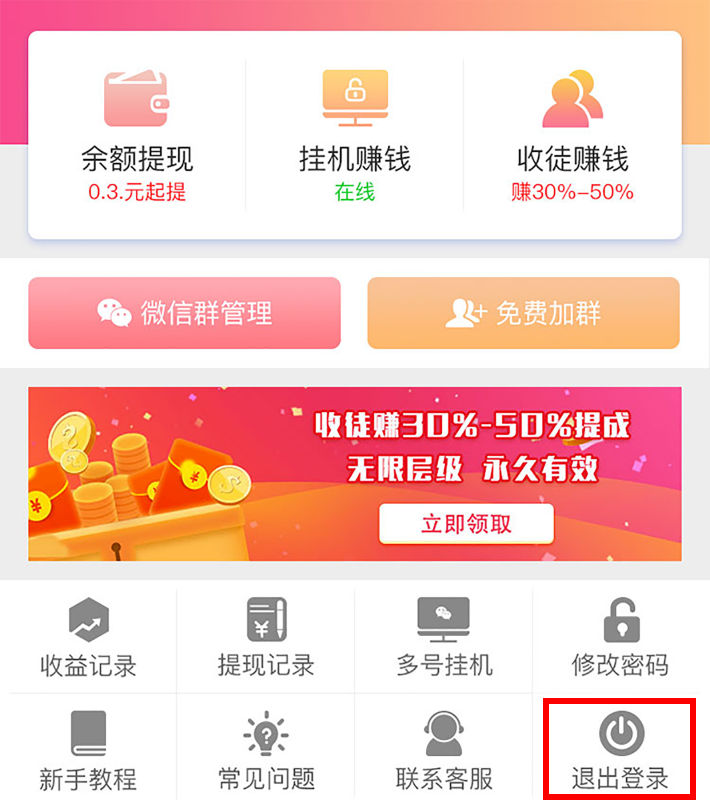 余额提现
0.3.元起提
挂机赚钱
在线
收徒赚钱
赚30%-50%
微信群管理
免费加群
收徒赚30%-50%提成
无限层级 永久有效
立即领取
收益记录
提现记录
多号挂机
修改密码
新手教程
常见问题
联系客服
退出登录